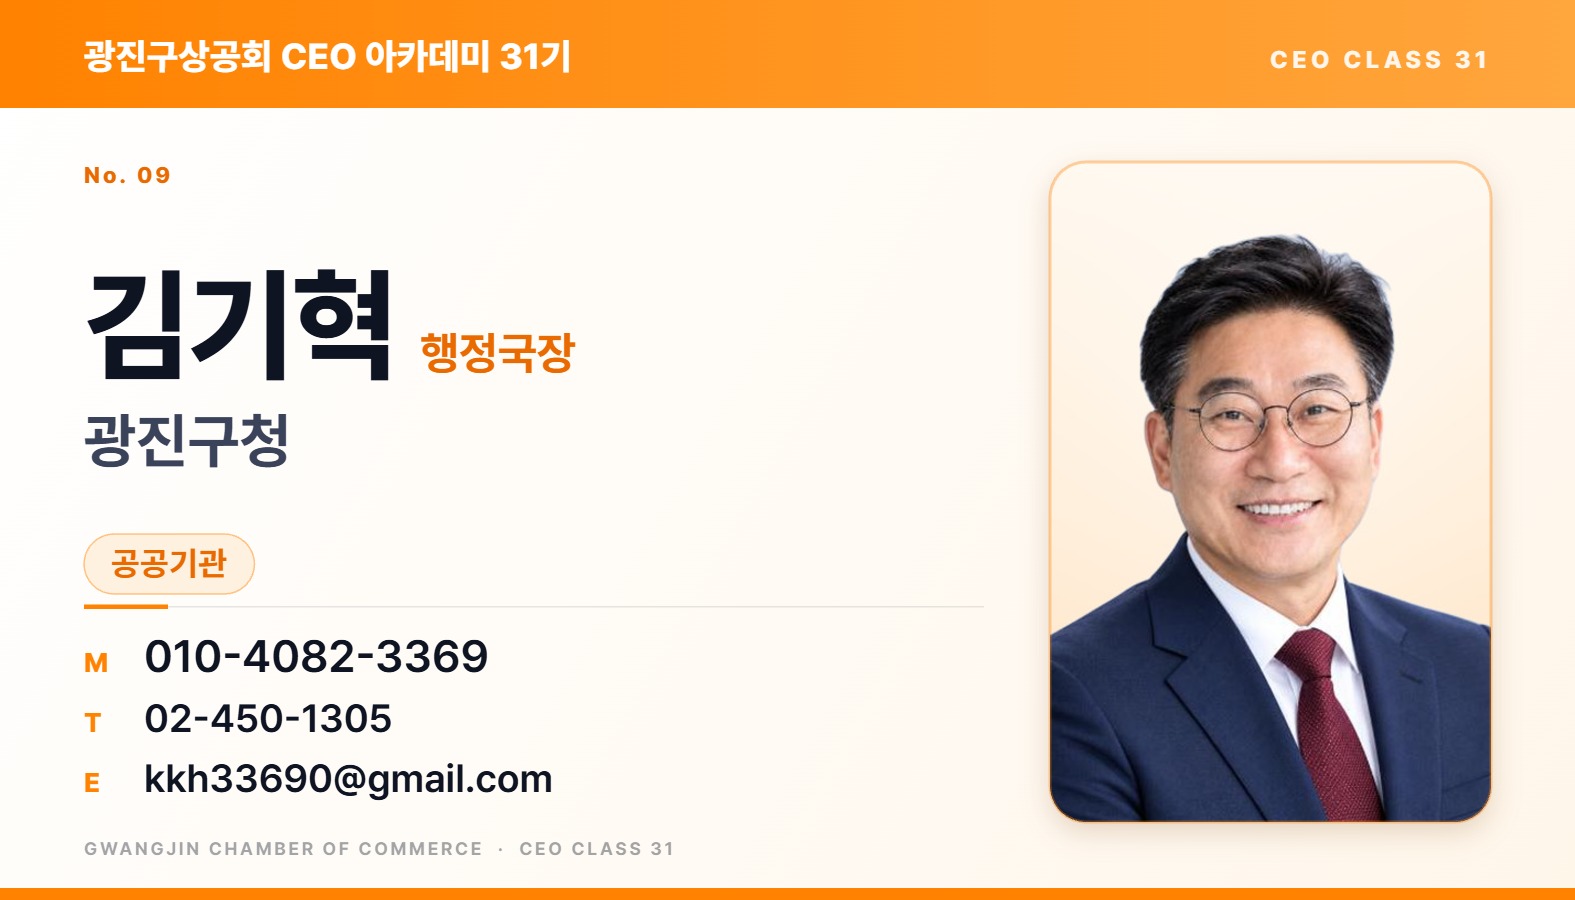 광진구상공회 CEO 아카데미 31기
CEO CLASS 31
No. 09
김기혁 행정국장
광진구청
공공기관
M 010-4082-3369
T 02-450-1305
E kkh33690@gmail.com
GWANGJIN CHAMBER OF COMMERCE · CEO CLASS 31